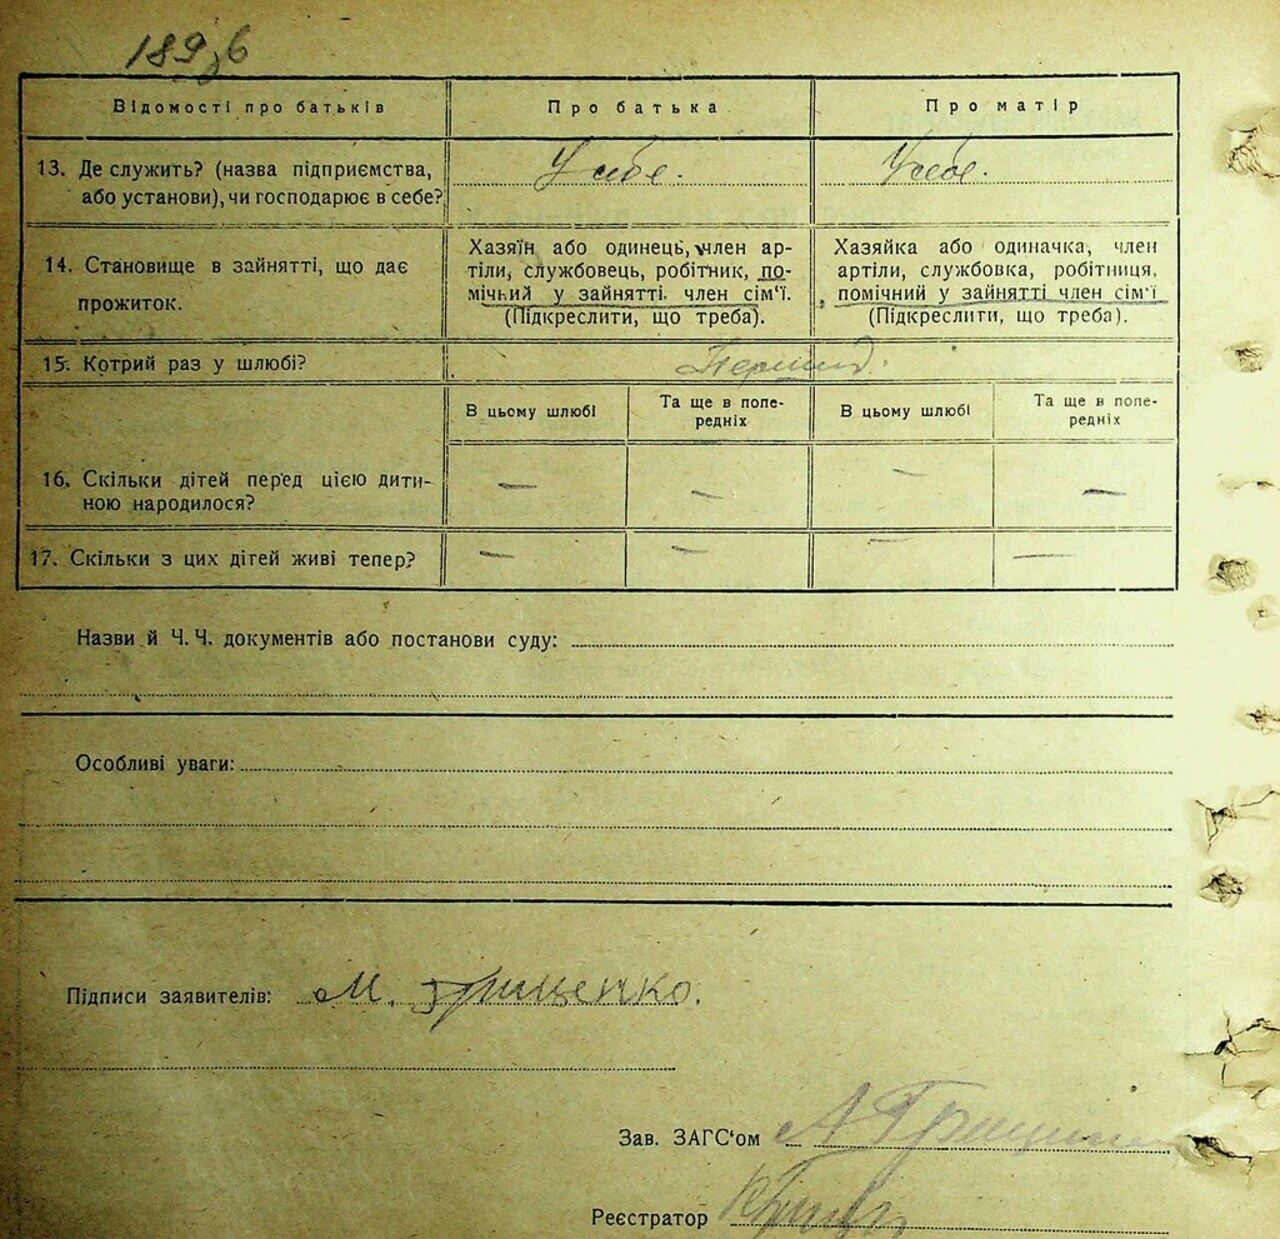 189
Відомості про батьків
Про батька
Про матір
13. Де служить? (назва підприємства,
або установи), чи господарює в себе?
У себе.
У себе.
14. Становище в зайнятті, що дає
прожиток.
Хазяїн або одинець, член ар-
тіли, службовець, робітник, по-
мічний у зайнятті член сім'ї.
(Підкреслити, що треба).
Хазяйка або одиначка, член
артіли, службовка, робітниця,
помічний у зайнятті член сім'ї
(Підкреслити, що треба).
15. Котрий раз у шлюбі?
В цьому шлюбі
Та ще в попе-
редніх
В цьому шлюбі
Та ще в попе-
редніх
16. Скільки дітей перед цією дити-
ною народилося?
— — — —
17. Скільки з цих дітей живі тепер?
— — — —
Назви й Ч. Ч. документів або постанови суду:
Особливі уваги:
Підписи заявителів: М. Гриценко.
Зав. ЗАГС'ом
Реєстратор